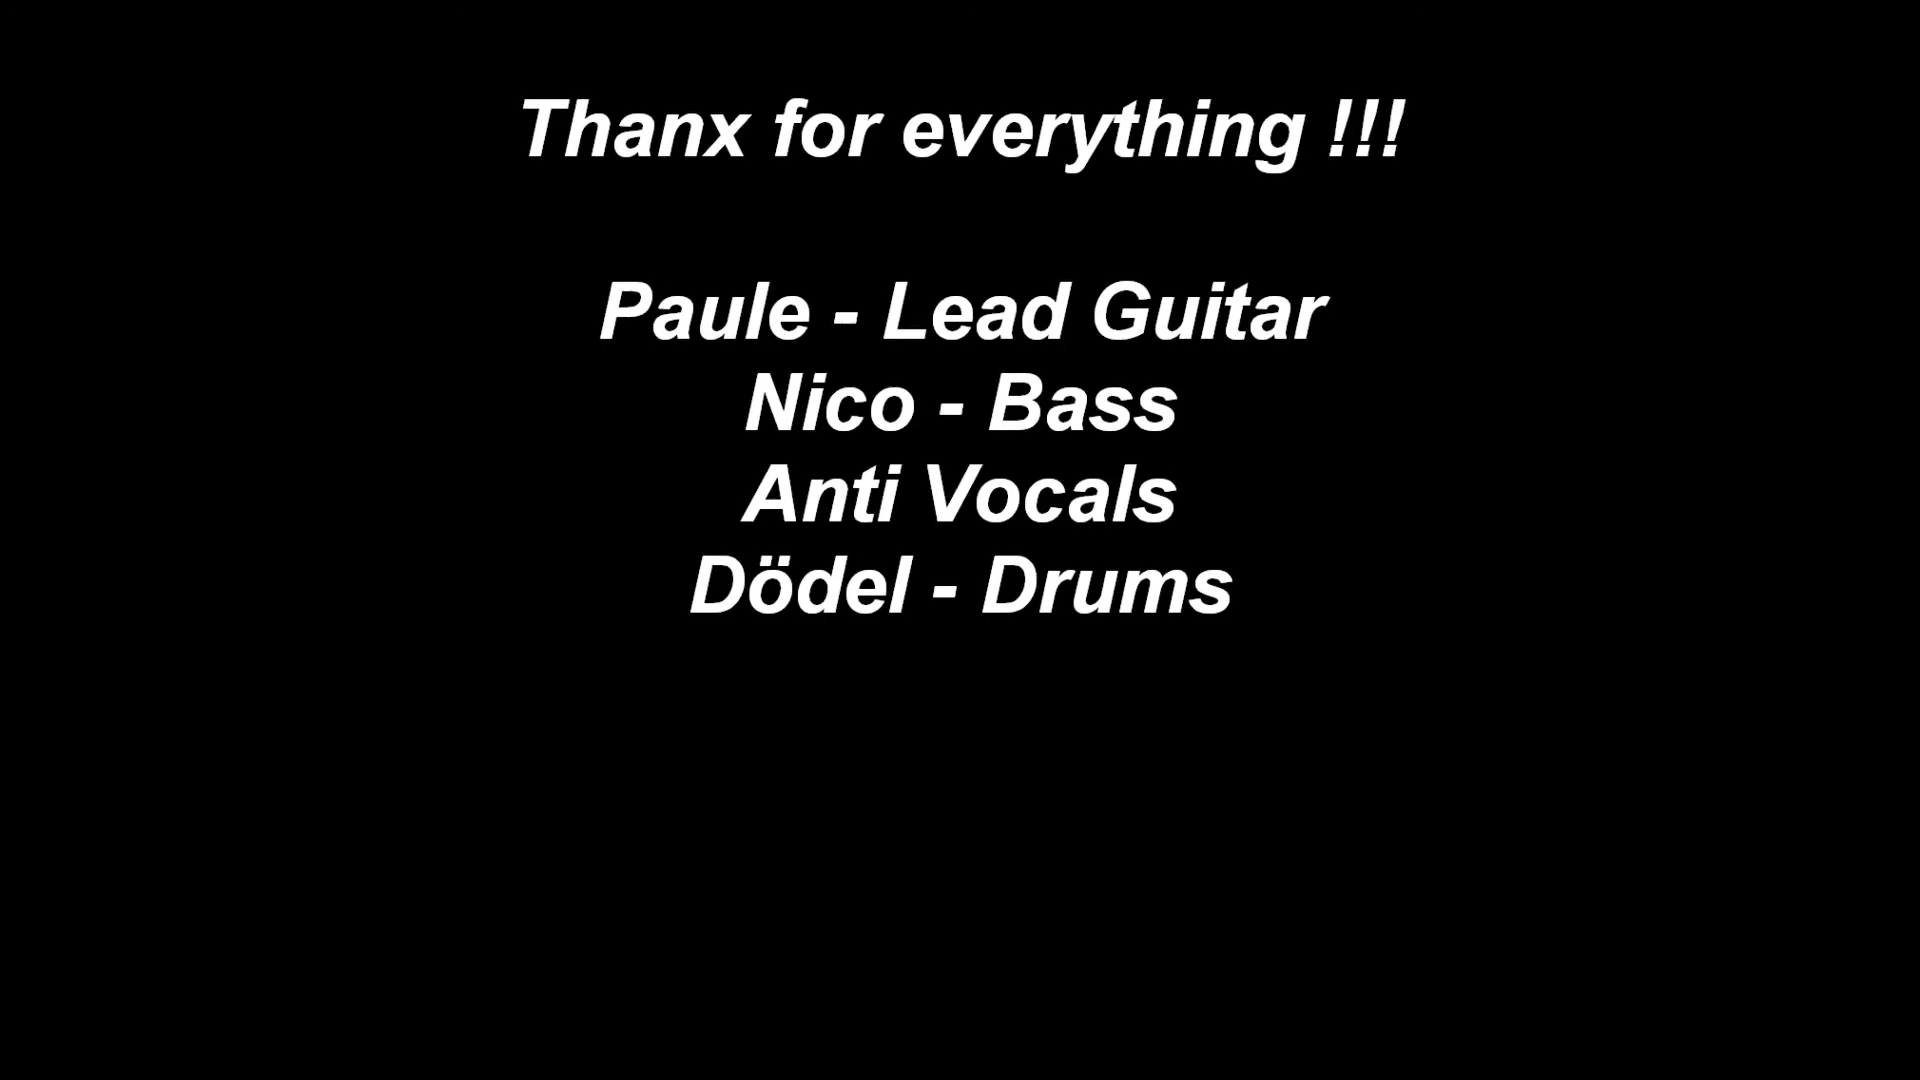 Thanx for everything !!!
Paule - Lead Guitar
Nico - Bass
Anti Vocals
Dödel - Drums